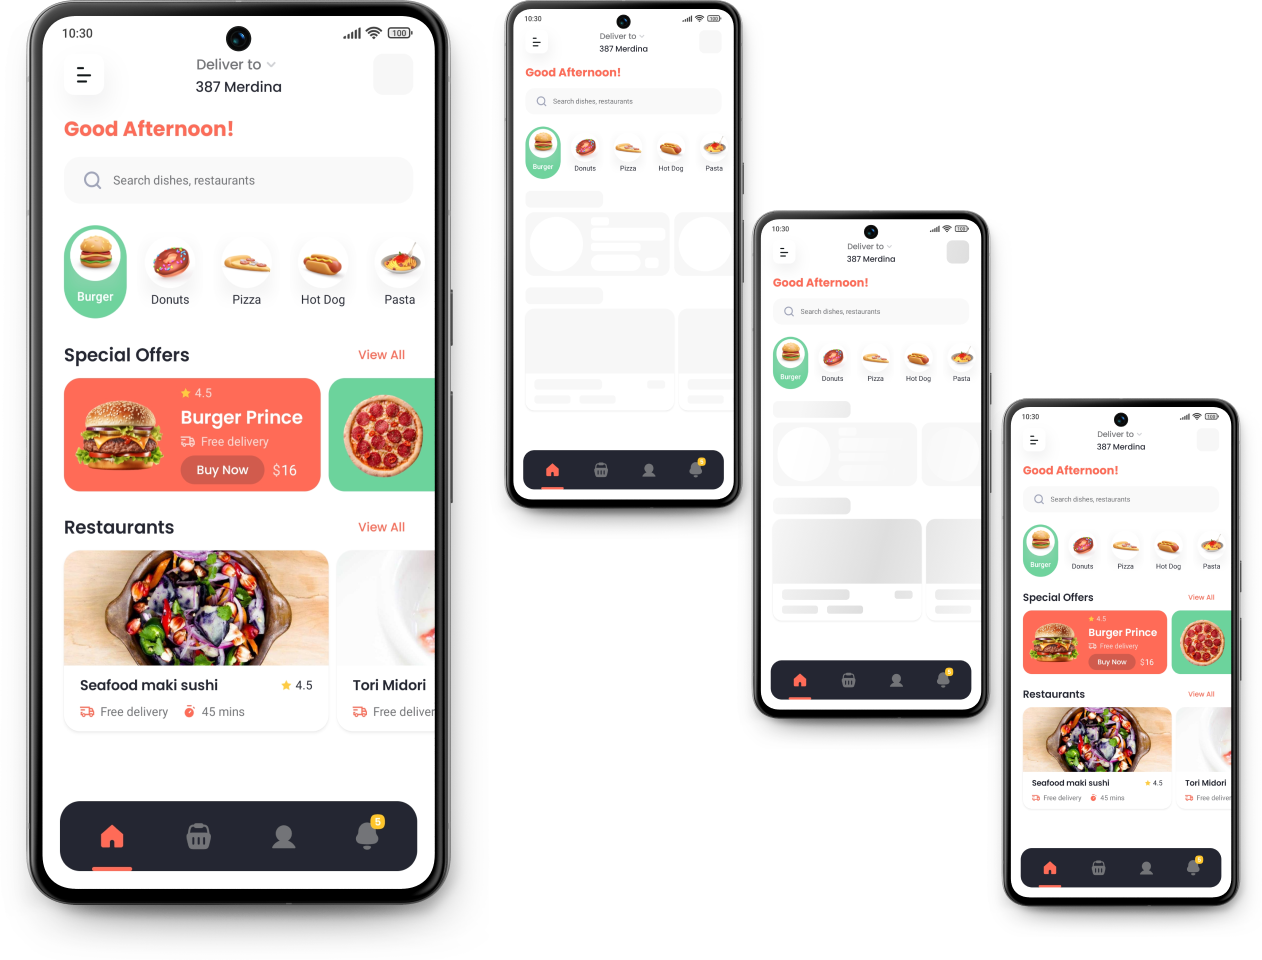 10:30
100
Deliver to
387 Merdina
Good Afternoon!
Search dishes, restaurants
Burger
Donuts
Pizza
Hot Dog
Pasta
Special Offers
View All
4.5
Burger Prince
Free delivery
Buy Now
$16
Restaurants
View All
Seafood maki sushi
4.5
Tori Midori
Free delivery
45 mins
Free deliver
5
10:30
100
Deliver to
387 Merdina
Good Afternoon!
Search dishes, restaurants
Burger
Donuts
Pizza
Hot Dog
Pasta
5
10:30
100
Deliver to
387 Merdina
Good Afternoon!
Search dishes, restaurants
Burger
Donuts
Pizza
Hot Dog
Pasta
5
10:30
100
Deliver to
387 Merdina
Good Afternoon!
Search dishes, restaurants
Burger
Donuts
Pizza
Hot Dog
Pasta
Special Offers
View All
4.5
Burger Prince
Free delivery
Buy Now
$16
Restaurants
View All
Seafood maki sushi
4.5
Tori Midori
Free delivery
45 mins
Free deliver
5